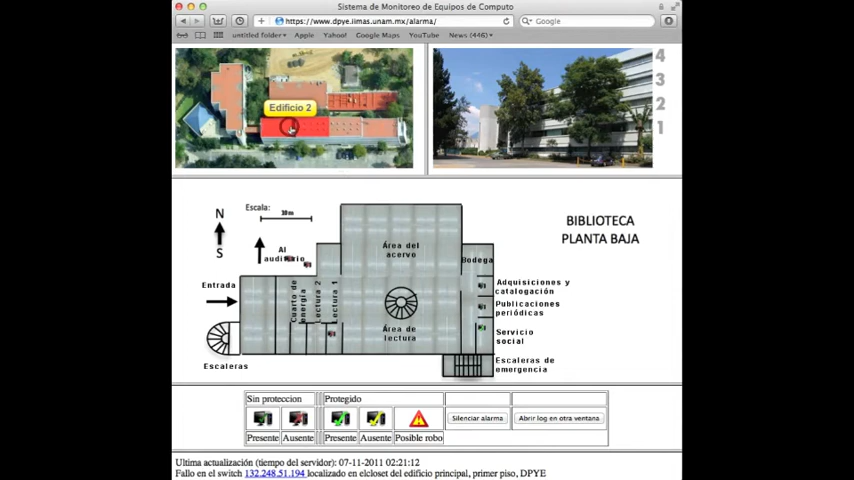 Sistema de Monitoreo de Equipos de Computo
https://www.dpye.iimas.unam.mx/alarma/
Google
untitled folder Apple Yahoo! Google Maps YouTube News (446)
Edificio 2
4
3
2
1
N
S
Escala:
10m
Al auditorio
Entrada
Escaleras
Cuarto de energía
Lectura 2
Lectura 1
Área del acervo
Área de lectura
Bodega
BIBLIOTECA
PLANTA BAJA
Adquisiciones y
catalogación
Publicaciones
periódicas
Servicio
social
Escaleras de
emergencia
Sin proteccion Protegido
Silenciar alarma Abrir log en otra ventana
Presente Ausente Presente Ausente Posible robo
Ultima actualización (tiempo del servidor): 07-11-2011 02:21:12
Fallo en el switch 132.248.51.194 localizado en elcloset del edificio principal, primer piso, DPYE